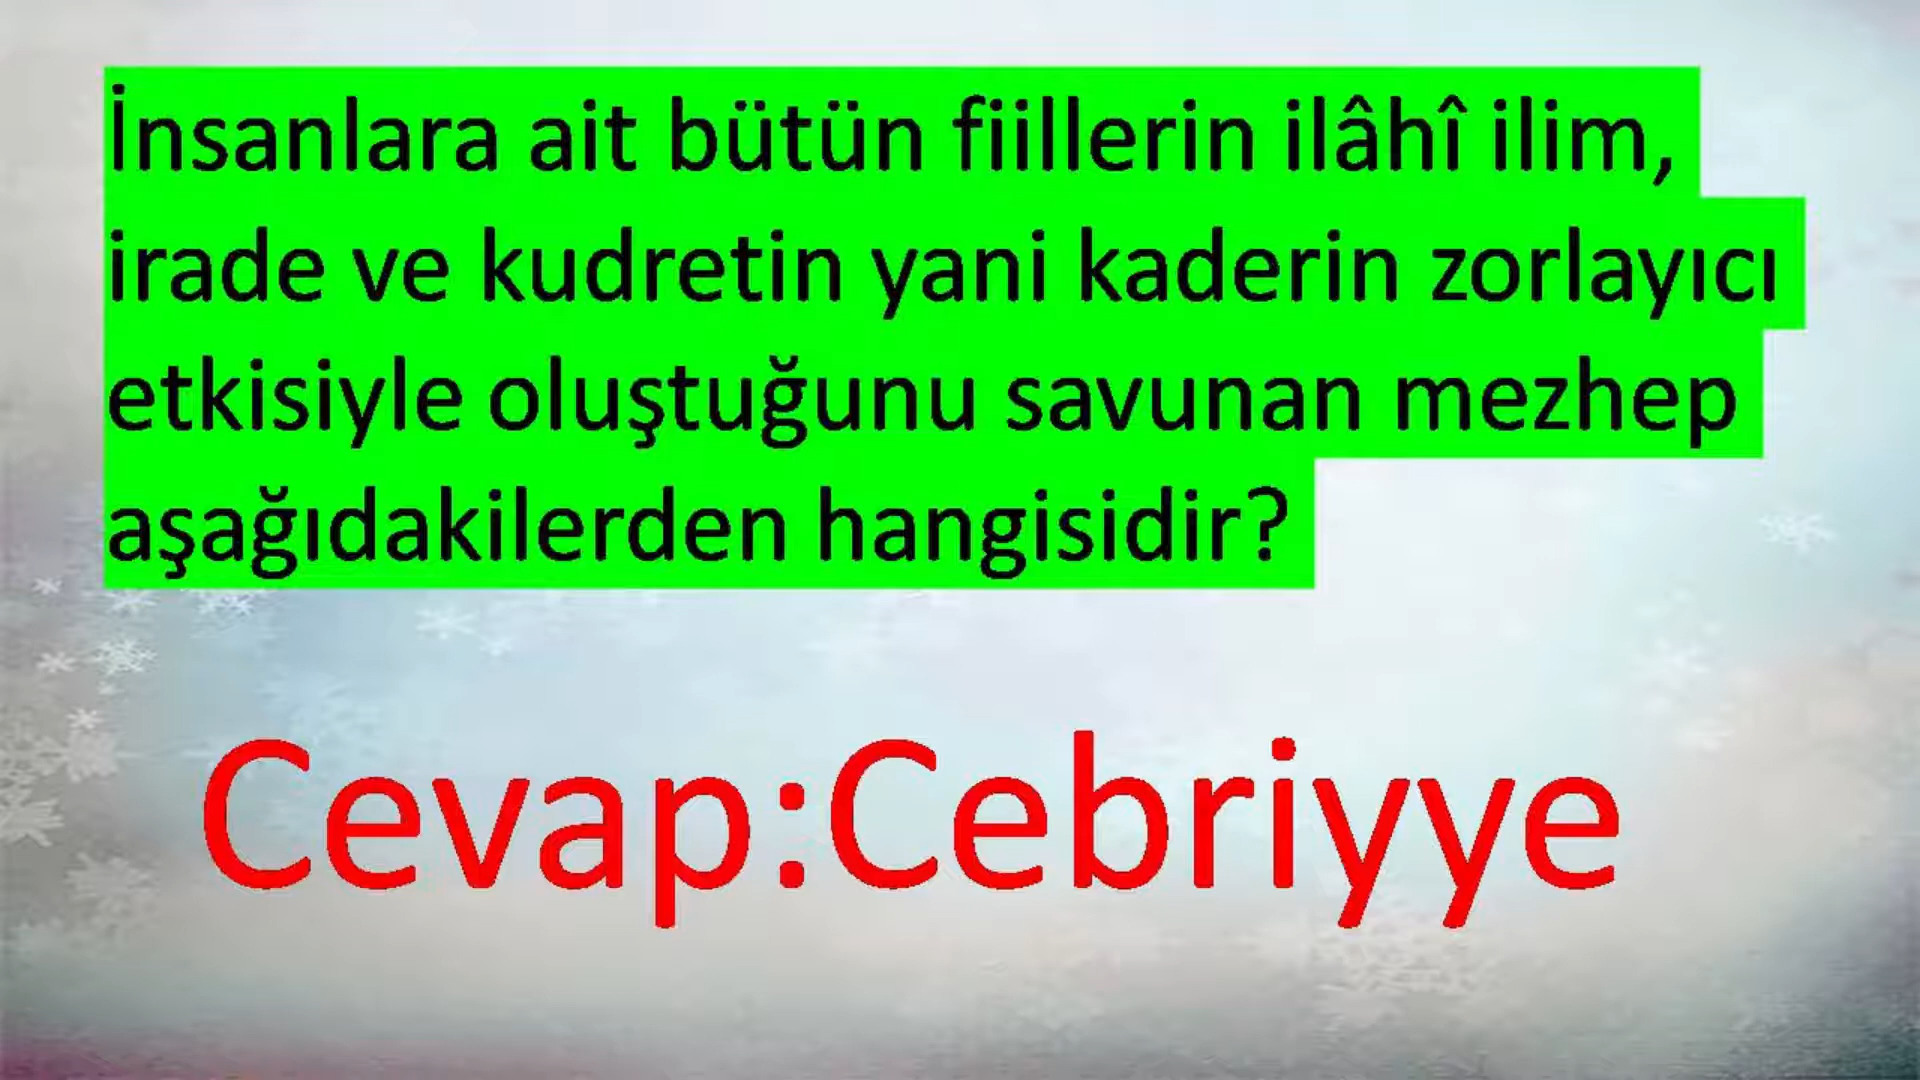 İnsanlara ait bütün fiillerin ilâhî ilim,
irade ve kudretin yani kaderin zorlayıcı
etkisiyle oluştuğunu savunan mezhep
aşağıdakilerden hangisidir?
Cevap:Cebriyye